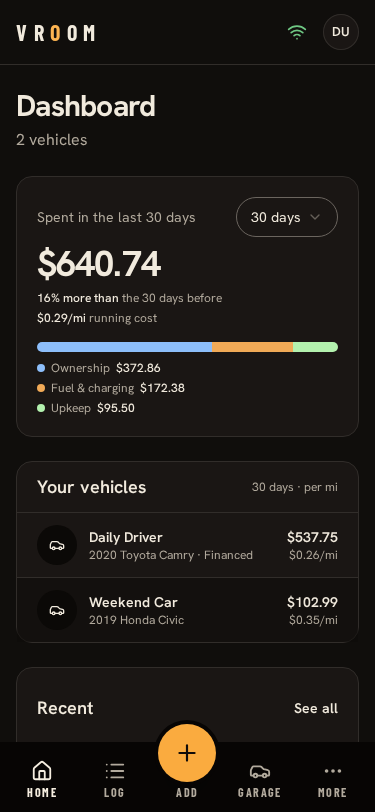 VROOM
DU
Dashboard
2 vehicles
Spent in the last 30 days
30 days
$640.74
16% more than the 30 days before
$0.29/mi running cost
Ownership $372.86
Fuel & charging $172.38
Upkeep $95.50
Your vehicles
30 days · per mi
Daily Driver
$537.75
2020 Toyota Camry · Financed
$0.26/mi
Weekend Car
$102.99
2019 Honda Civic
$0.35/mi
Recent
See all
HOME
LOG
ADD
GARAGE
MORE